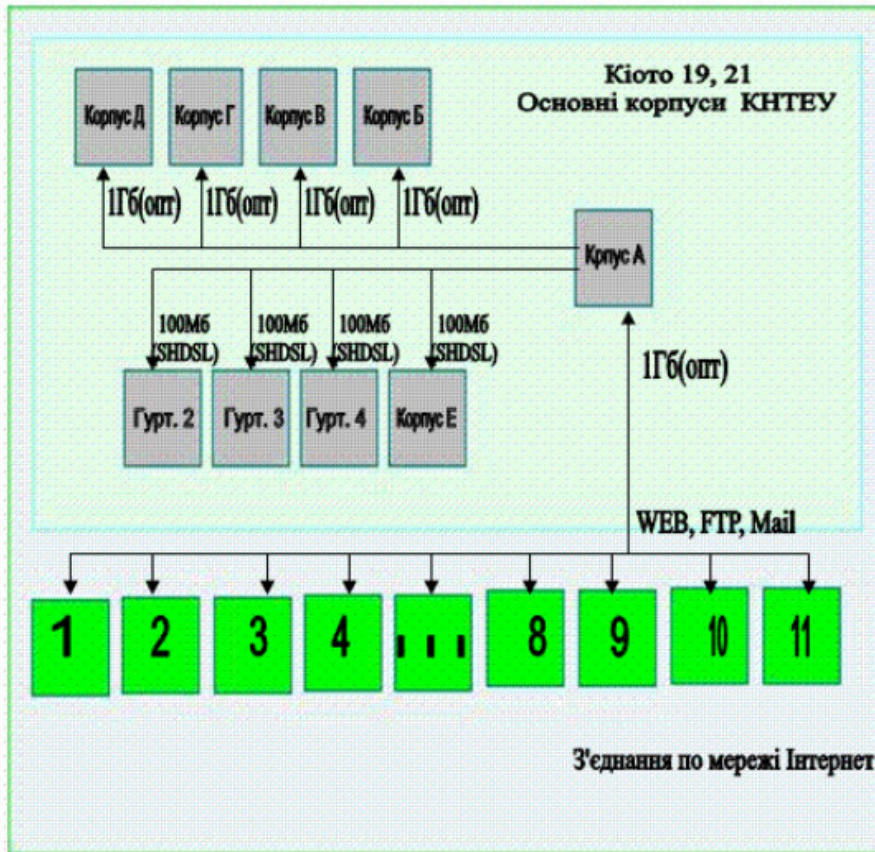 Кіото 19, 21
Основні корпуси КНТЕУ
Корпус Д
Корпус Г
Корпус В
Корпус Б
1Гб(опт)
1Гб(опт)
1Гб(опт)
1Гб(опт)
Крпус А
100Мб
(SHDSL)
100Мб
(SHDSL)
100Мб
(SHDSL)
100Мб
(SHDSL)
1Гб(опт)
Гурт. 2
Гурт. 3
Гурт. 4
Корпус Е
WEB, FTP, Mail
1
2
3
4
...
8
9
10
11
З'єднання по мережі Інтернет